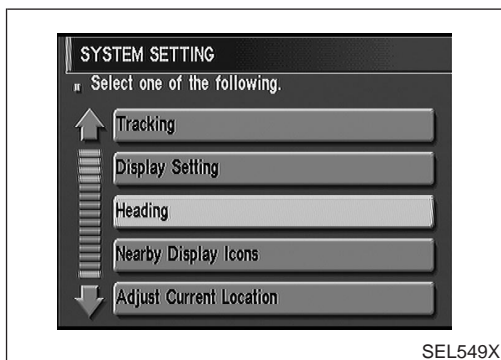 SYSTEM SETTING
Select one of the following.
Tracking
Display Setting
Heading
Nearby Display Icons
Adjust Current Location
SEL549X